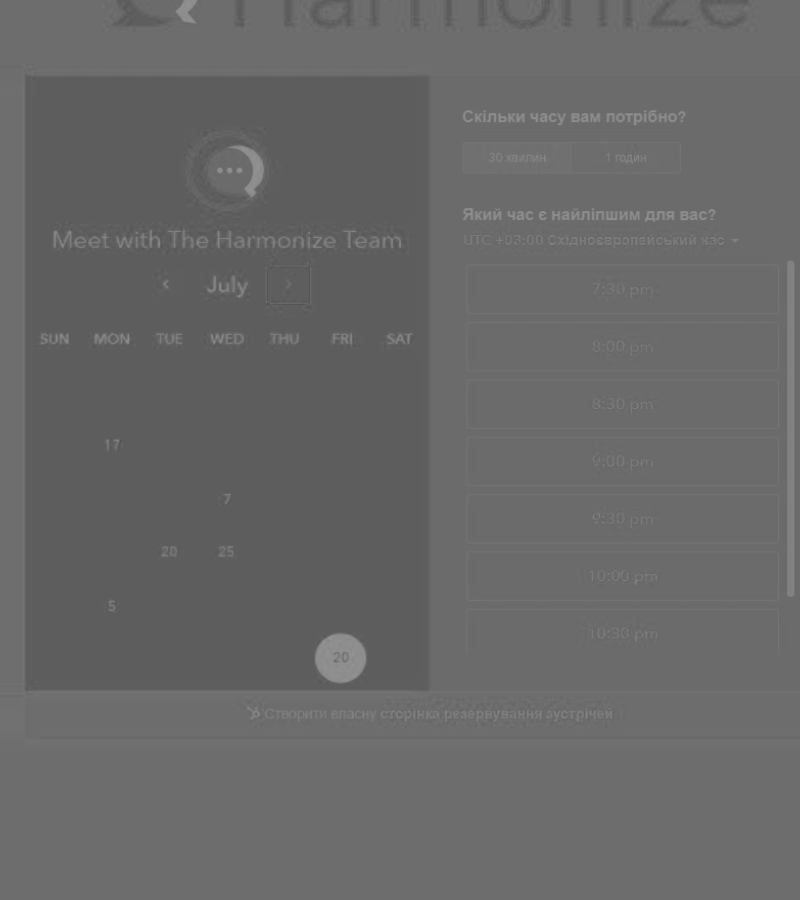 Harmonize
Meet with The Harmonize Team
July
SUN MON TUE WED THU FRI SAT
17
7
20 25
5
20
Скільки часу вам потрібно?
30 хвилин 1 годин
Який час є найліпшим для вас?
UTC +03:00 Східноєвропейський час
7:30 pm
8:00 pm
8:30 pm
9:00 pm
9:30 pm
10:00 pm
10:30 pm
Створити власну сторінка резервування зустрічей